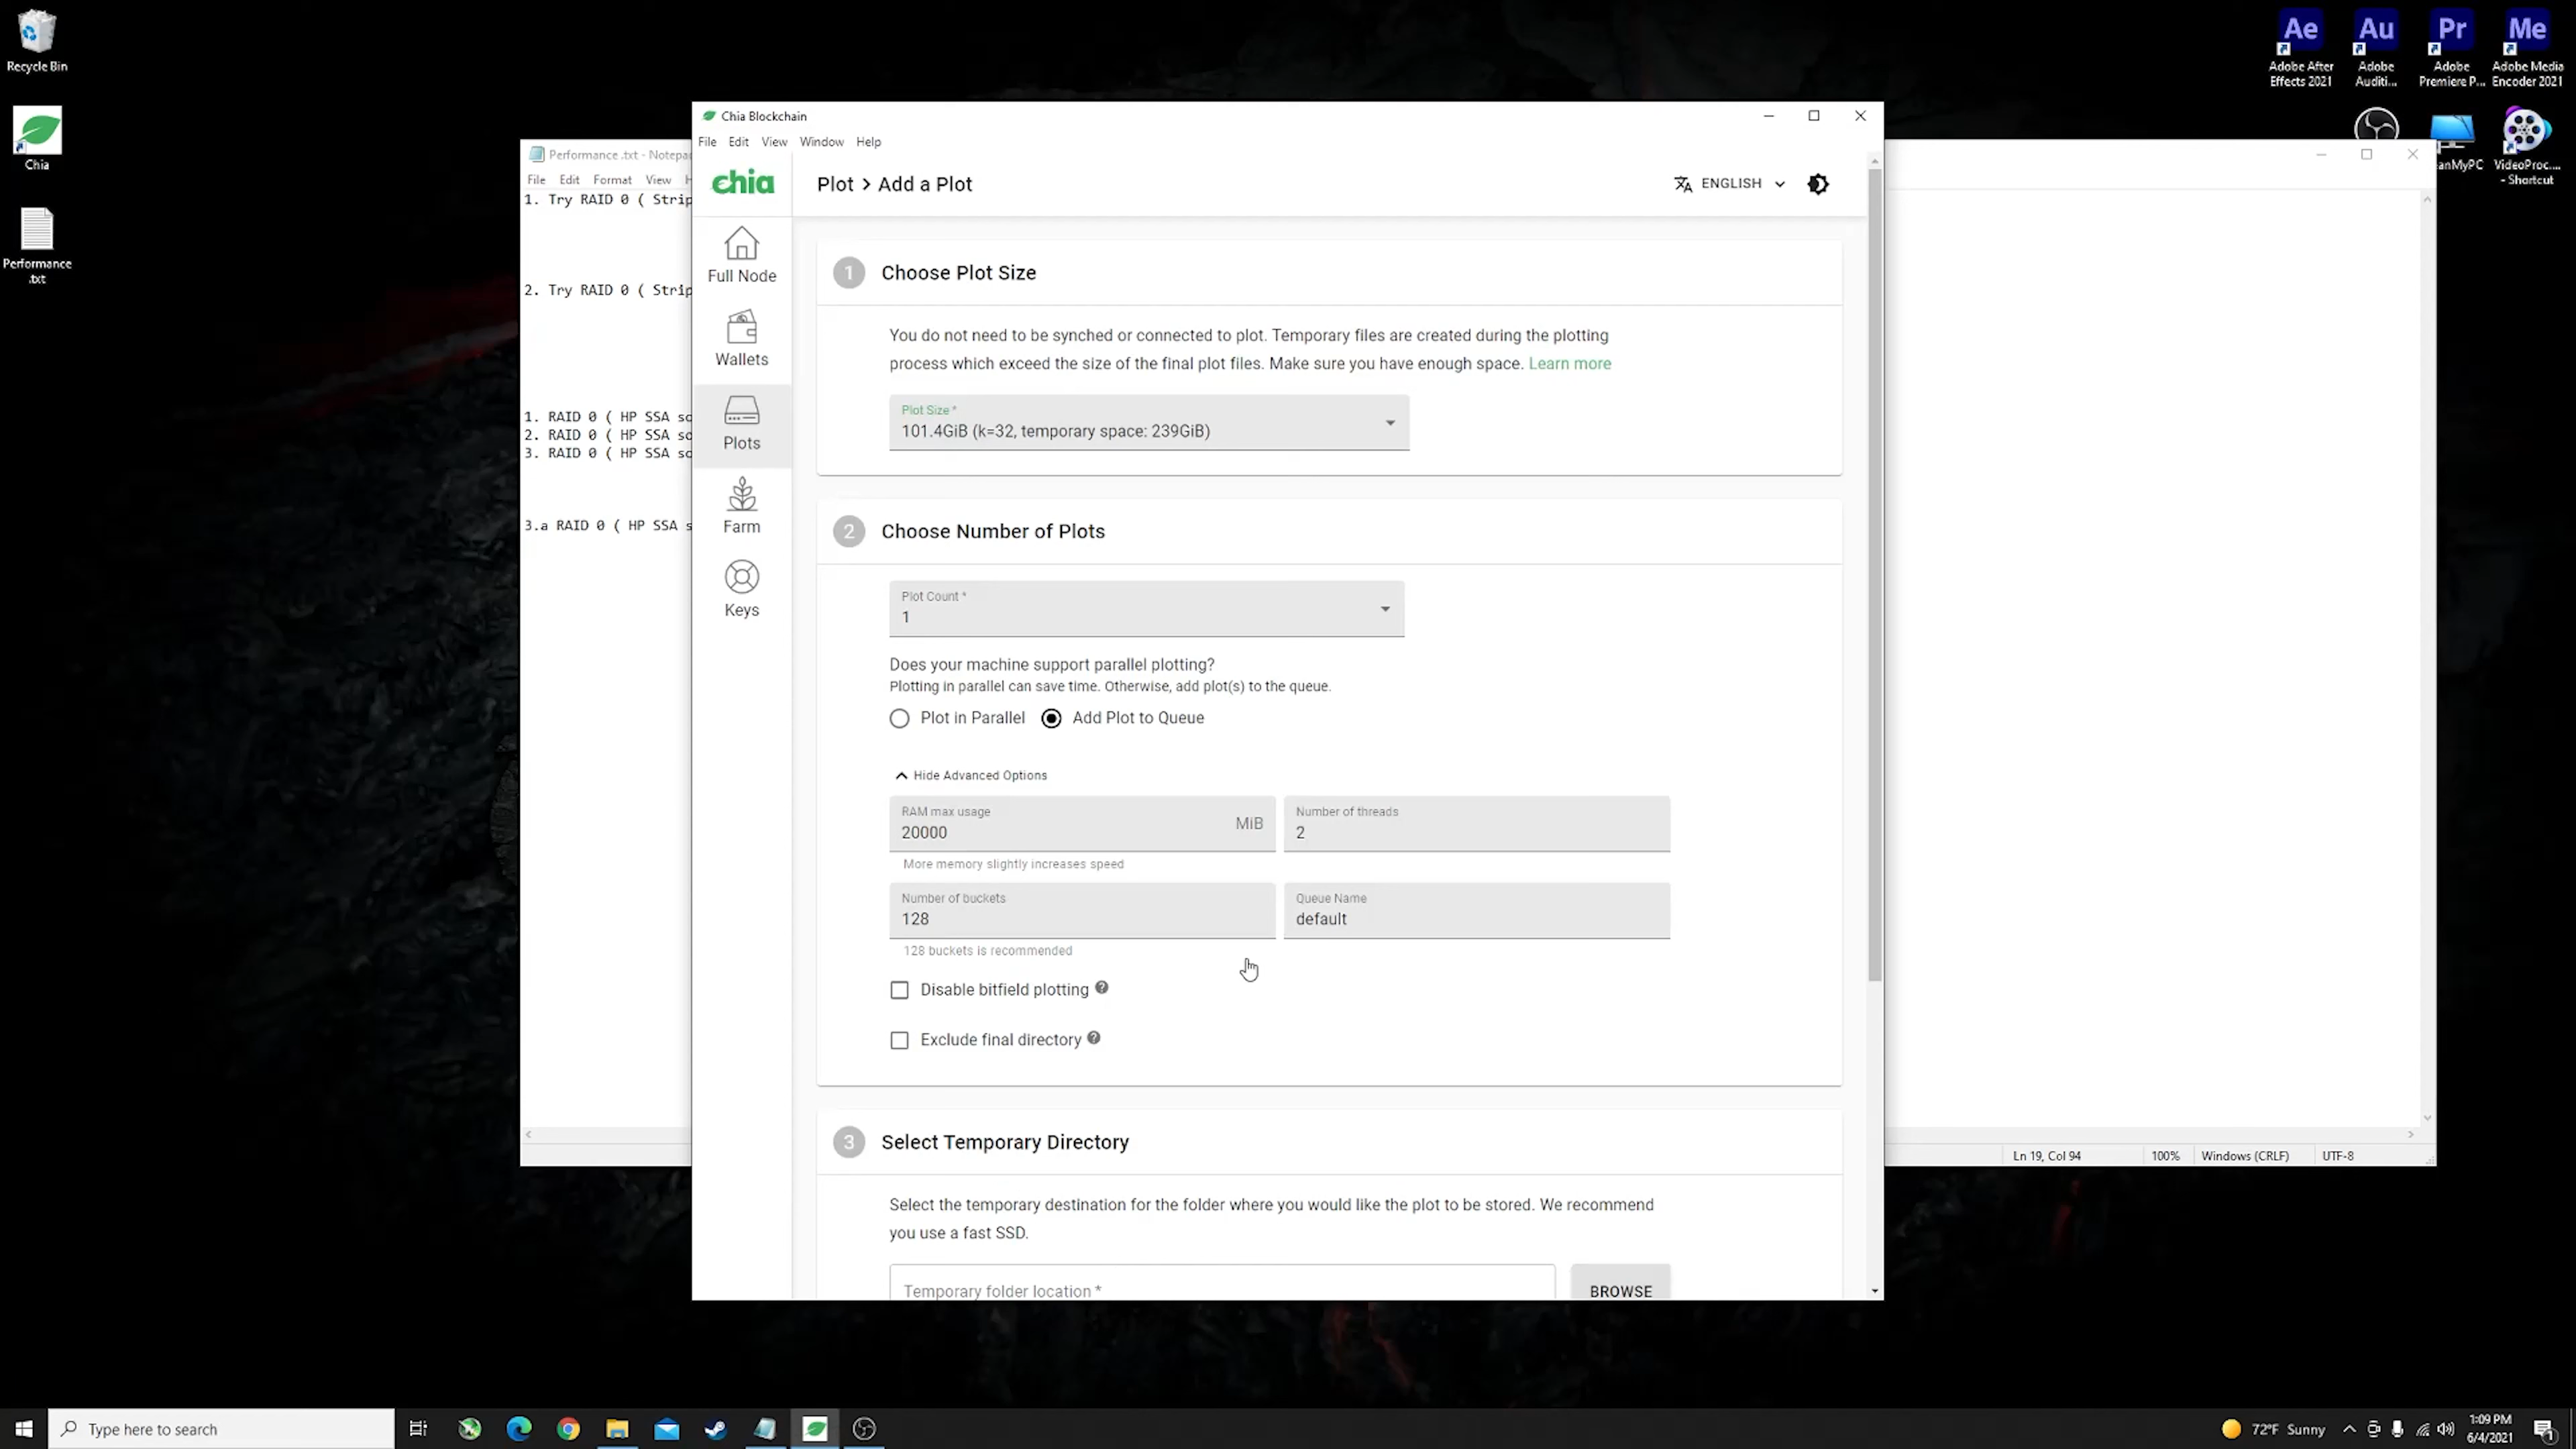 Recycle Bin
Chia
Performance
.txt
Adobe After
Effects 2021
Adobe
Auditi...
Adobe
Premiere P...
Adobe Media
Encoder 2021
Ae
Au
Pr
Me
anMyPC
VideoProc....
- Shortcut
Performance .txt - Notepa
File Edit Format View H
1. Try RAID 0 ( Strip
2. Try RAID 0 ( Strip
1. RAID 0 ( HP SSA so
2. RAID 0 ( HP SSA so
3. RAID 0 ( HP SSA so
3.a RAID 0 ( HP SSA s
Ln 19, Col 94
100%
Windows (CRLF)
UTF-8
Chia Blockchain
File Edit View Window Help
chia
Plot > Add a Plot
ENGLISH
Full Node
Wallets
Plots
Farm
Keys
1 Choose Plot Size
You do not need to be synched or connected to plot. Temporary files are created during the plotting
process which exceed the size of the final plot files. Make sure you have enough space. Learn more
Plot Size *
101.4GiB (k=32, temporary space: 239GiB)
2 Choose Number of Plots
Plot Count *
1
Does your machine support parallel plotting?
Plotting in parallel can save time. Otherwise, add plot(s) to the queue.
Plot in Parallel
Add Plot to Queue
Hide Advanced Options
RAM max usage
20000
MiB
More memory slightly increases speed
Number of threads
2
Number of buckets
128
128 buckets is recommended
Queue Name
default
Disable bitfield plotting ?
Exclude final directory ?
3 Select Temporary Directory
Select the temporary destination for the folder where you would like the plot to be stored. We recommend
you use a fast SSD.
Temporary folder location *
BROWSE
Type here to search
72°F Sunny
1:09 PM
6/4/2021
1